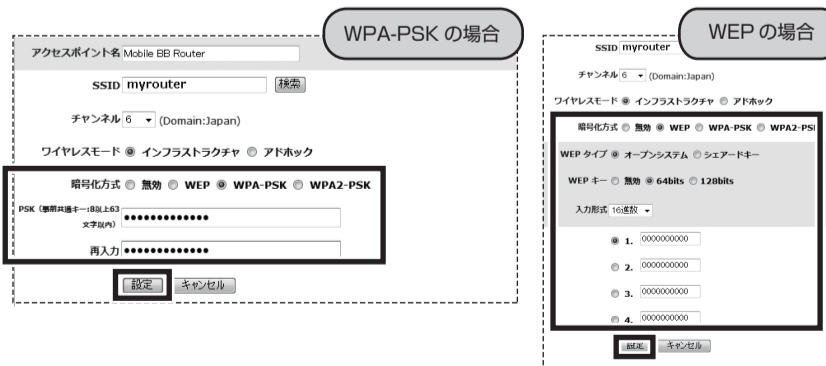 WPA-PSK の場合
アクセスポイント名 Mobile BB Router
SSID myrouter 検索
チャンネル 6 (Domain:Japan)
ワイヤレスモード インフラストラクチャ アドホック
暗号化方式 無効 WEP WPA-PSK WPA2-PSK
PSK(事前共通キー:8以上63
文字以内) •••••••••••••
再入力 •••••••••••••
設定 キャンセル
WEP の場合
SSID myrouter
チャンネル 6 (Domain:Japan)
ワイヤレスモード インフラストラクチャ アドホック
暗号化方式 無効 WEP WPA-PSK WPA2-PSK
WEP タイプ オープンシステム シェアードキー
WEP キー 無効 64bits 128bits
入力形式 16進数
1. 0000000000
2. 0000000000
3. 0000000000
4. 0000000000
設定 キャンセル